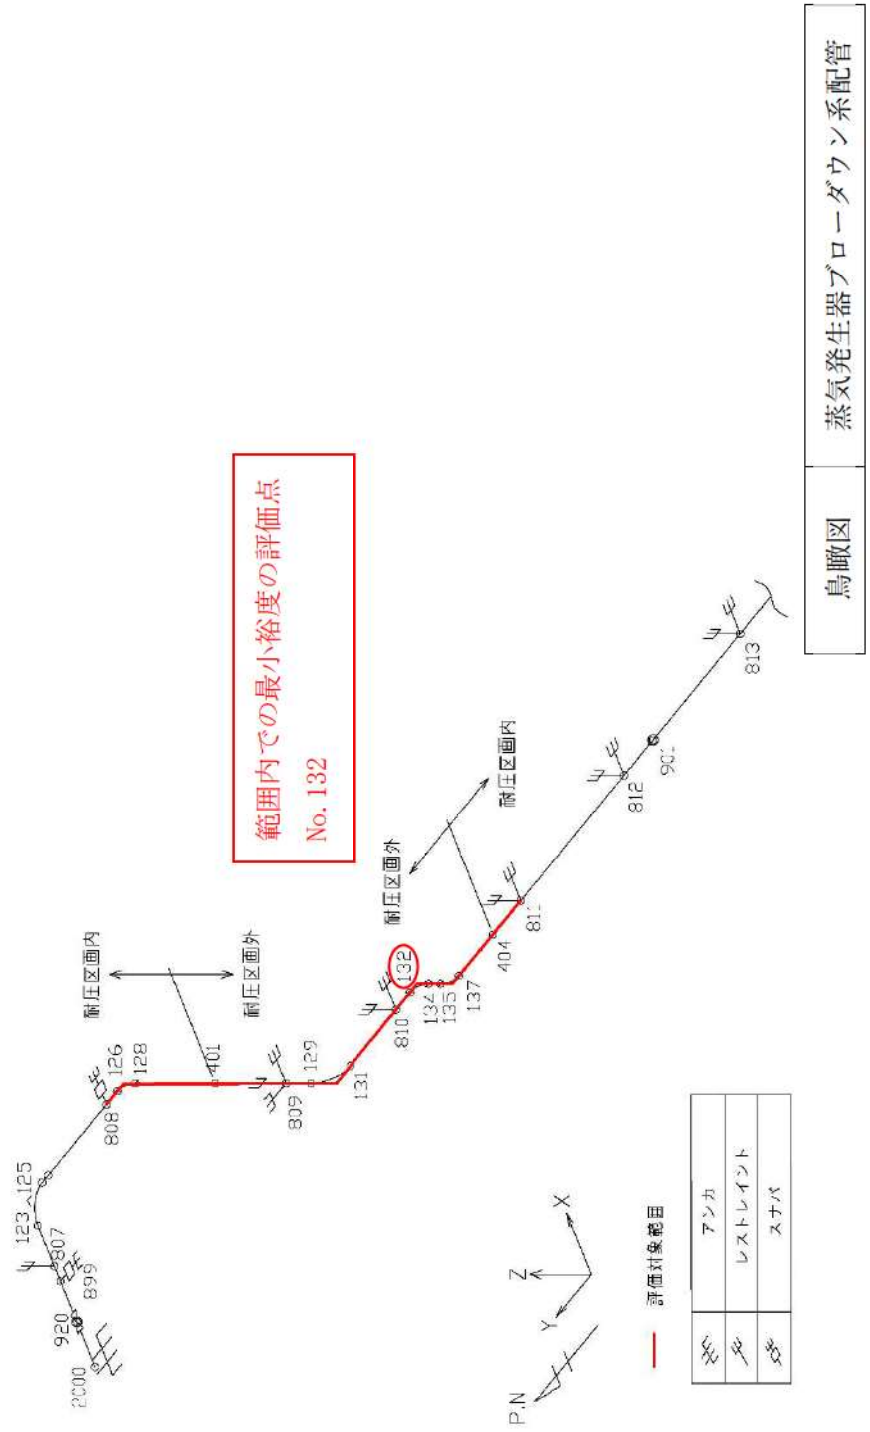 範囲内での最小裕度の評価点
No. 132
耐圧区画内
耐圧区画外
耐圧区画外
耐圧区画内
2000
920
899
807
123~125
808
126
128
401
809
129
131
810
132
134
135
137
404
811
812
901
813
P.N
X
Y
Z
評価対象範囲
アンカ
レストレイント
スナバ
鳥瞰図
蒸気発生器ブローダウン系配管